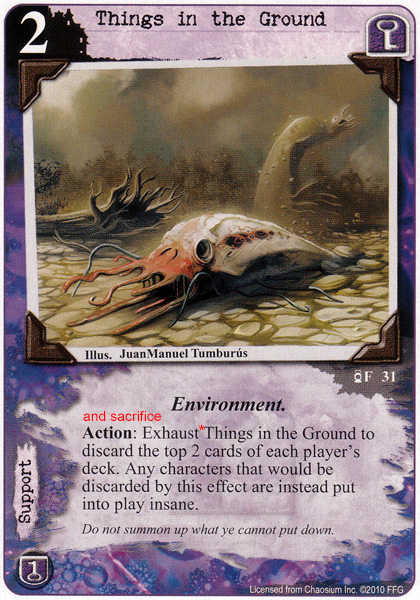 2
Things in the Ground
Illus. JuanManuel Tumburús
F 31
Environment.
and sacrifice
Action: Exhaust*Things in the Ground to
discard the top 2 cards of each player's
deck. Any characters that would be
discarded by this effect are instead put
into play insane.
Do not summon up what ye cannot put down.
Support
1
Licensed from Chaosium Inc. ©2010 FFG